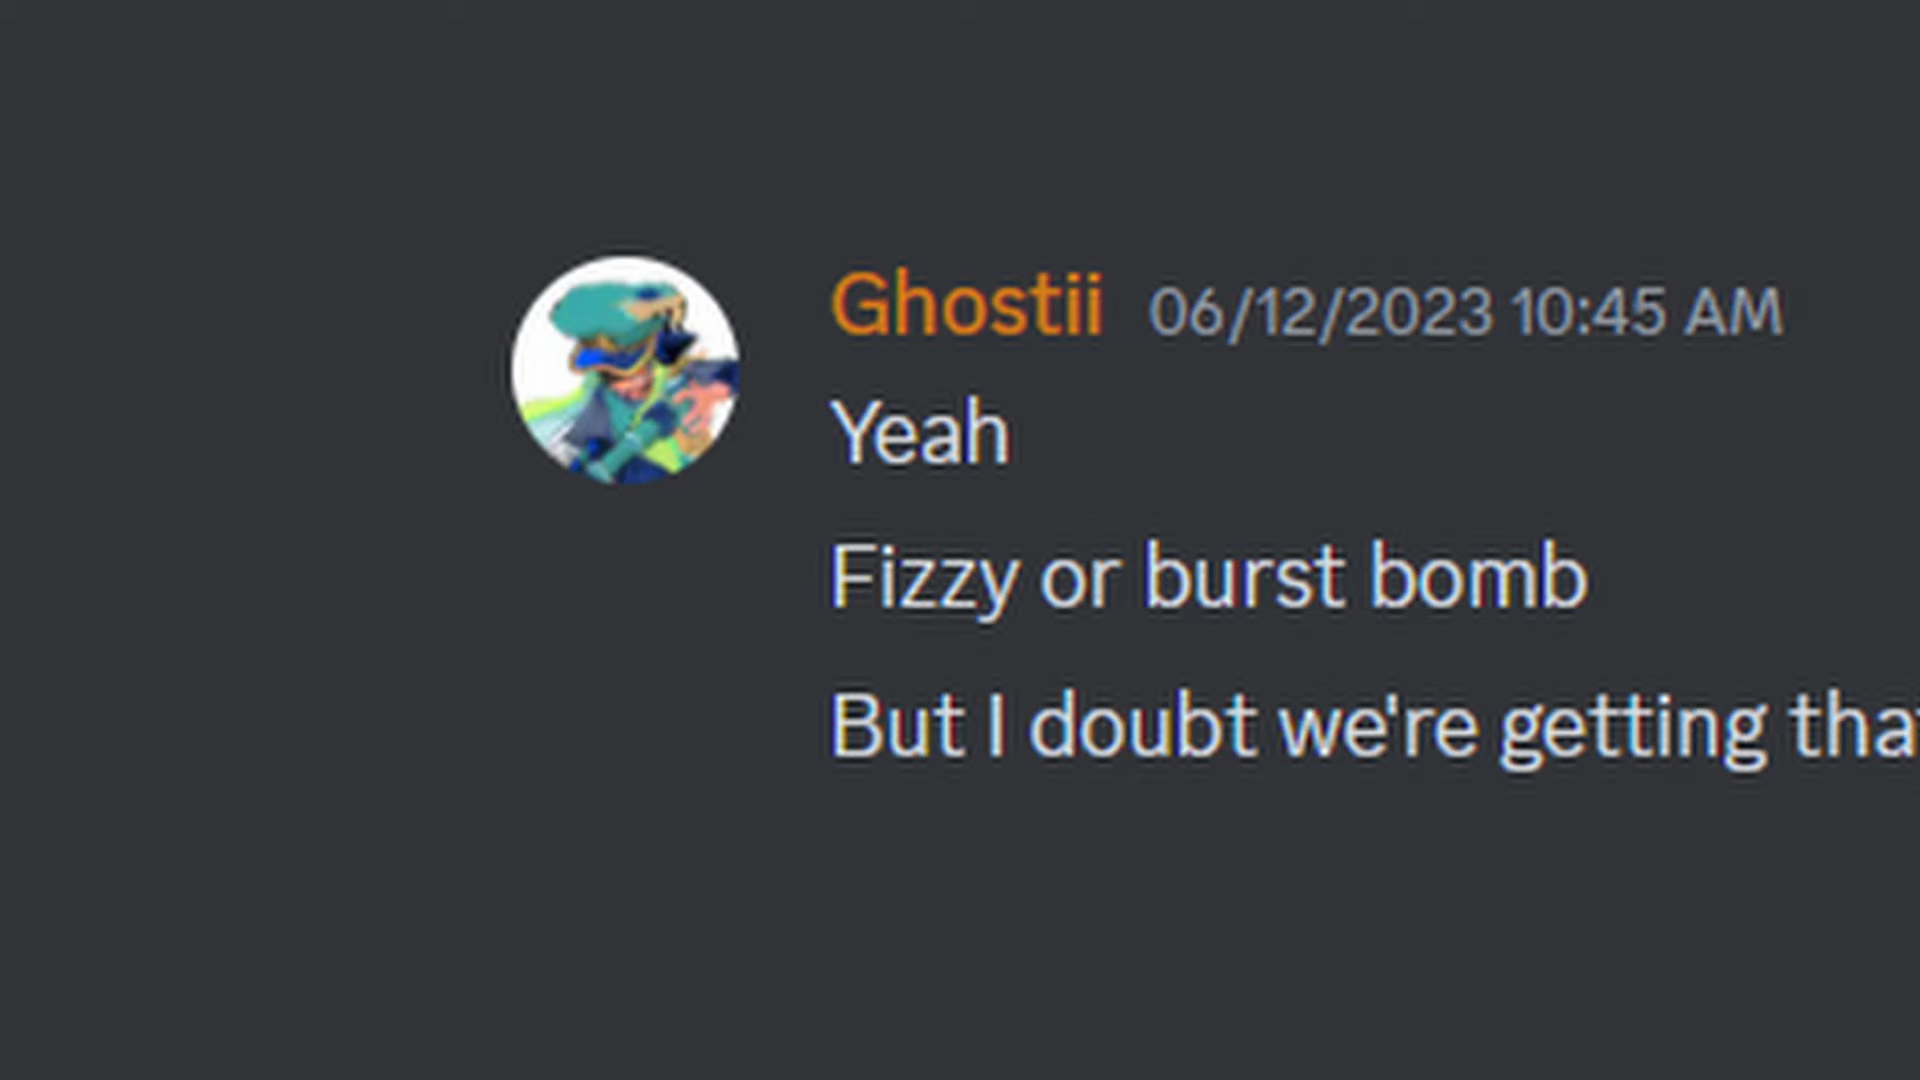 Ghostii 06/12/2023 10:45 AM
Yeah
Fizzy or burst bomb
But I doubt we're getting